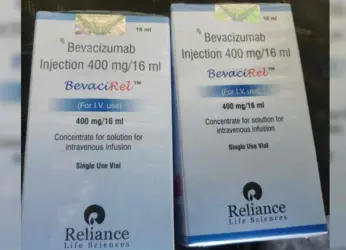 16 ml
Bevacizumab
Injection 400 mg/16 ml
BevaciRel™
(For I.V. use)
400 mg/16 ml
Concentrate for solution for
intravenous infusion
Single Use Vial
Reliance
Life Sciences
16 ml
Bevacizumab
Injection 400 mg/16 ml
BevaciRel™
(For I.V. use)
400 mg/16 ml
Concentrate for solution for
intravenous infusion
Single Use Vial
Reliance
Life Sciences